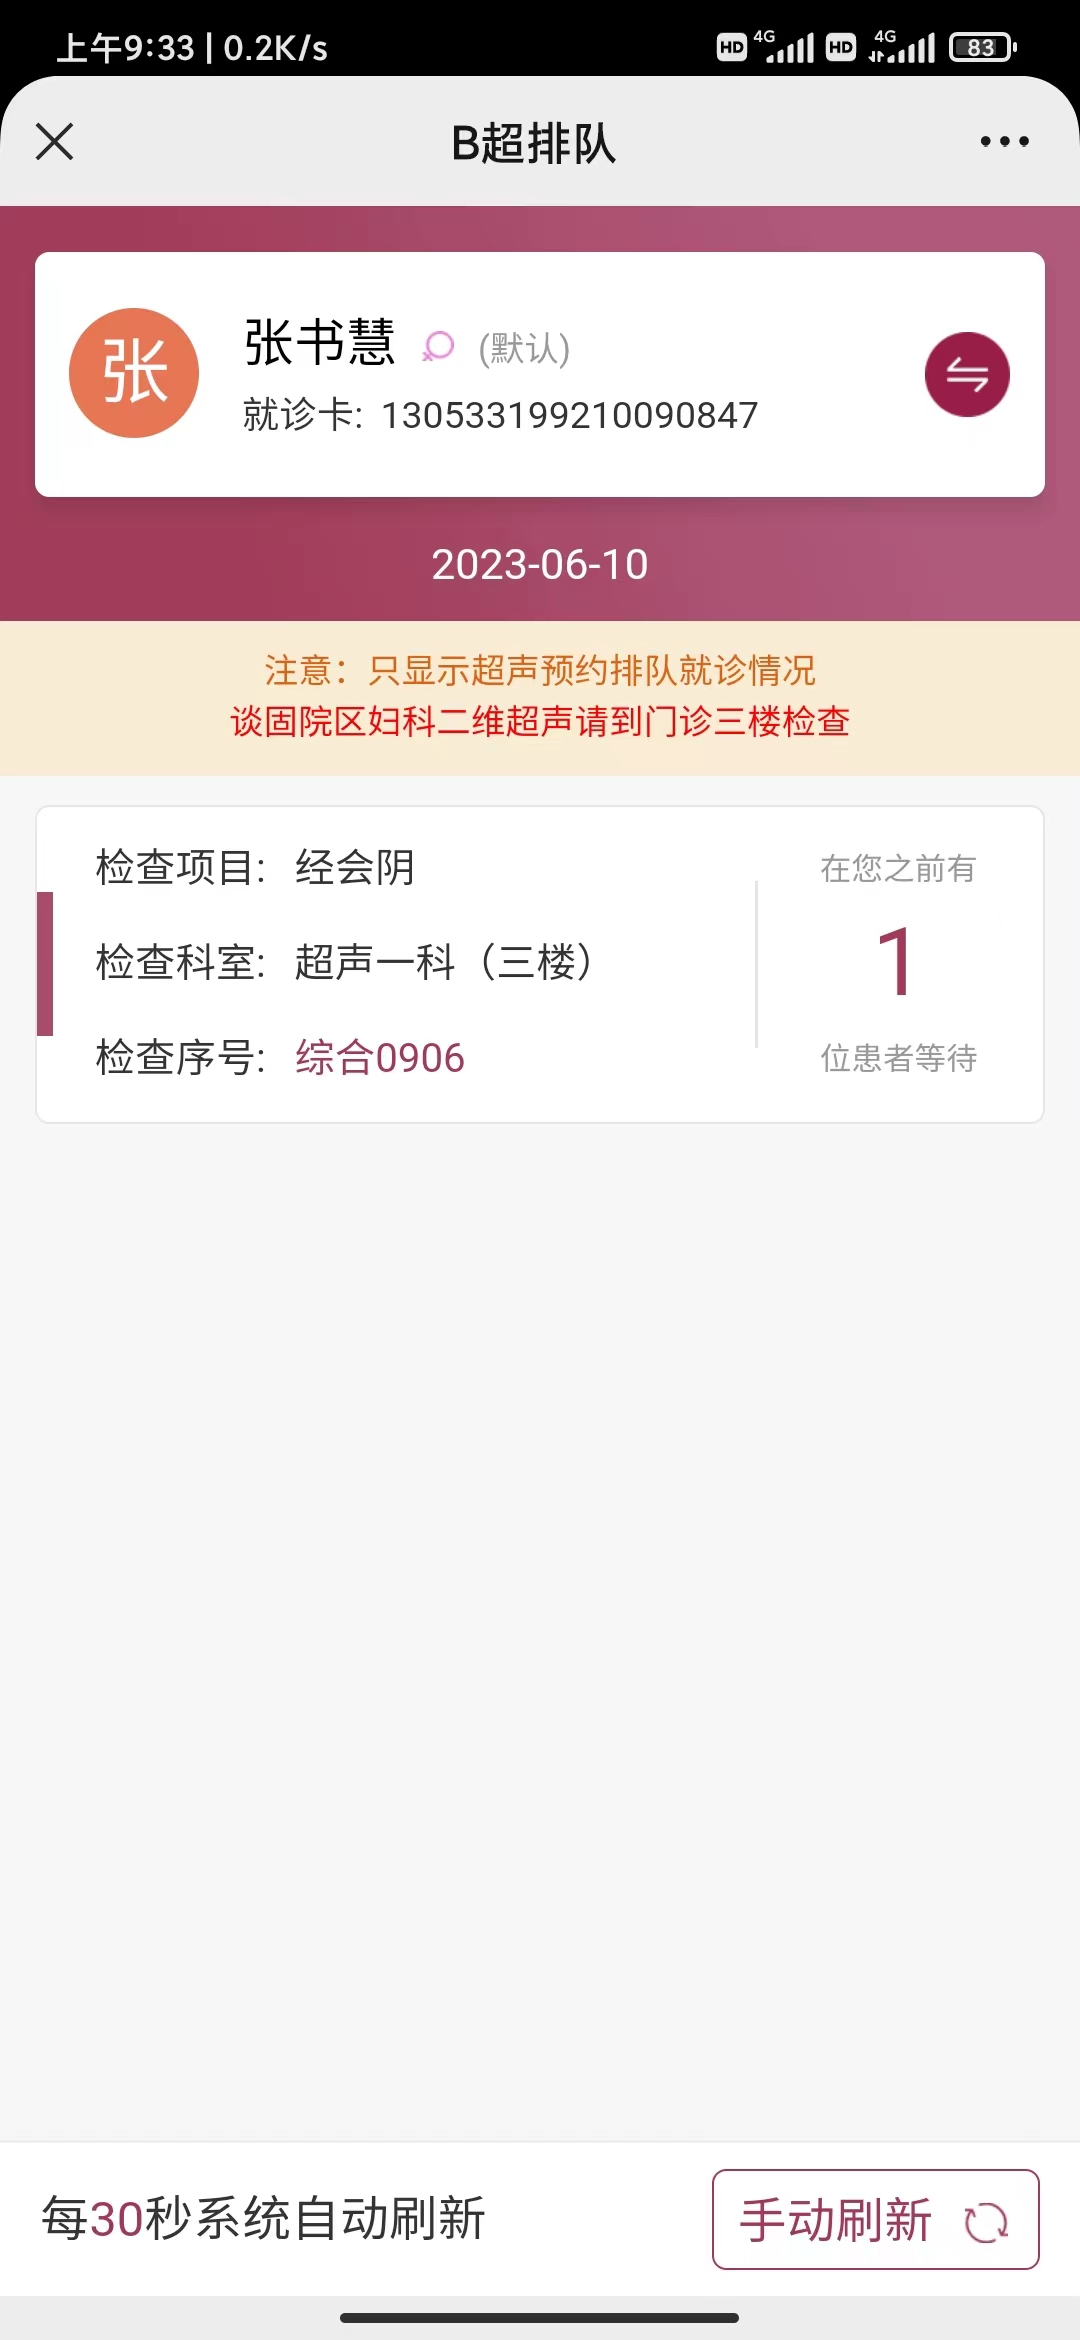 上午9:33 | 0.2K/s
HD 4G HD 4G 83
B超排队
张
张书慧 (默认)
就诊卡: 130533199210090847
2023-06-10
注意：只显示超声预约排队就诊情况
谈固院区妇科二维超声请到门诊三楼检查
检查项目: 经会阴
检查科室: 超声一科（三楼）
检查序号: 综合0906
在您之前有
1
位患者等待
每30秒系统自动刷新
手动刷新